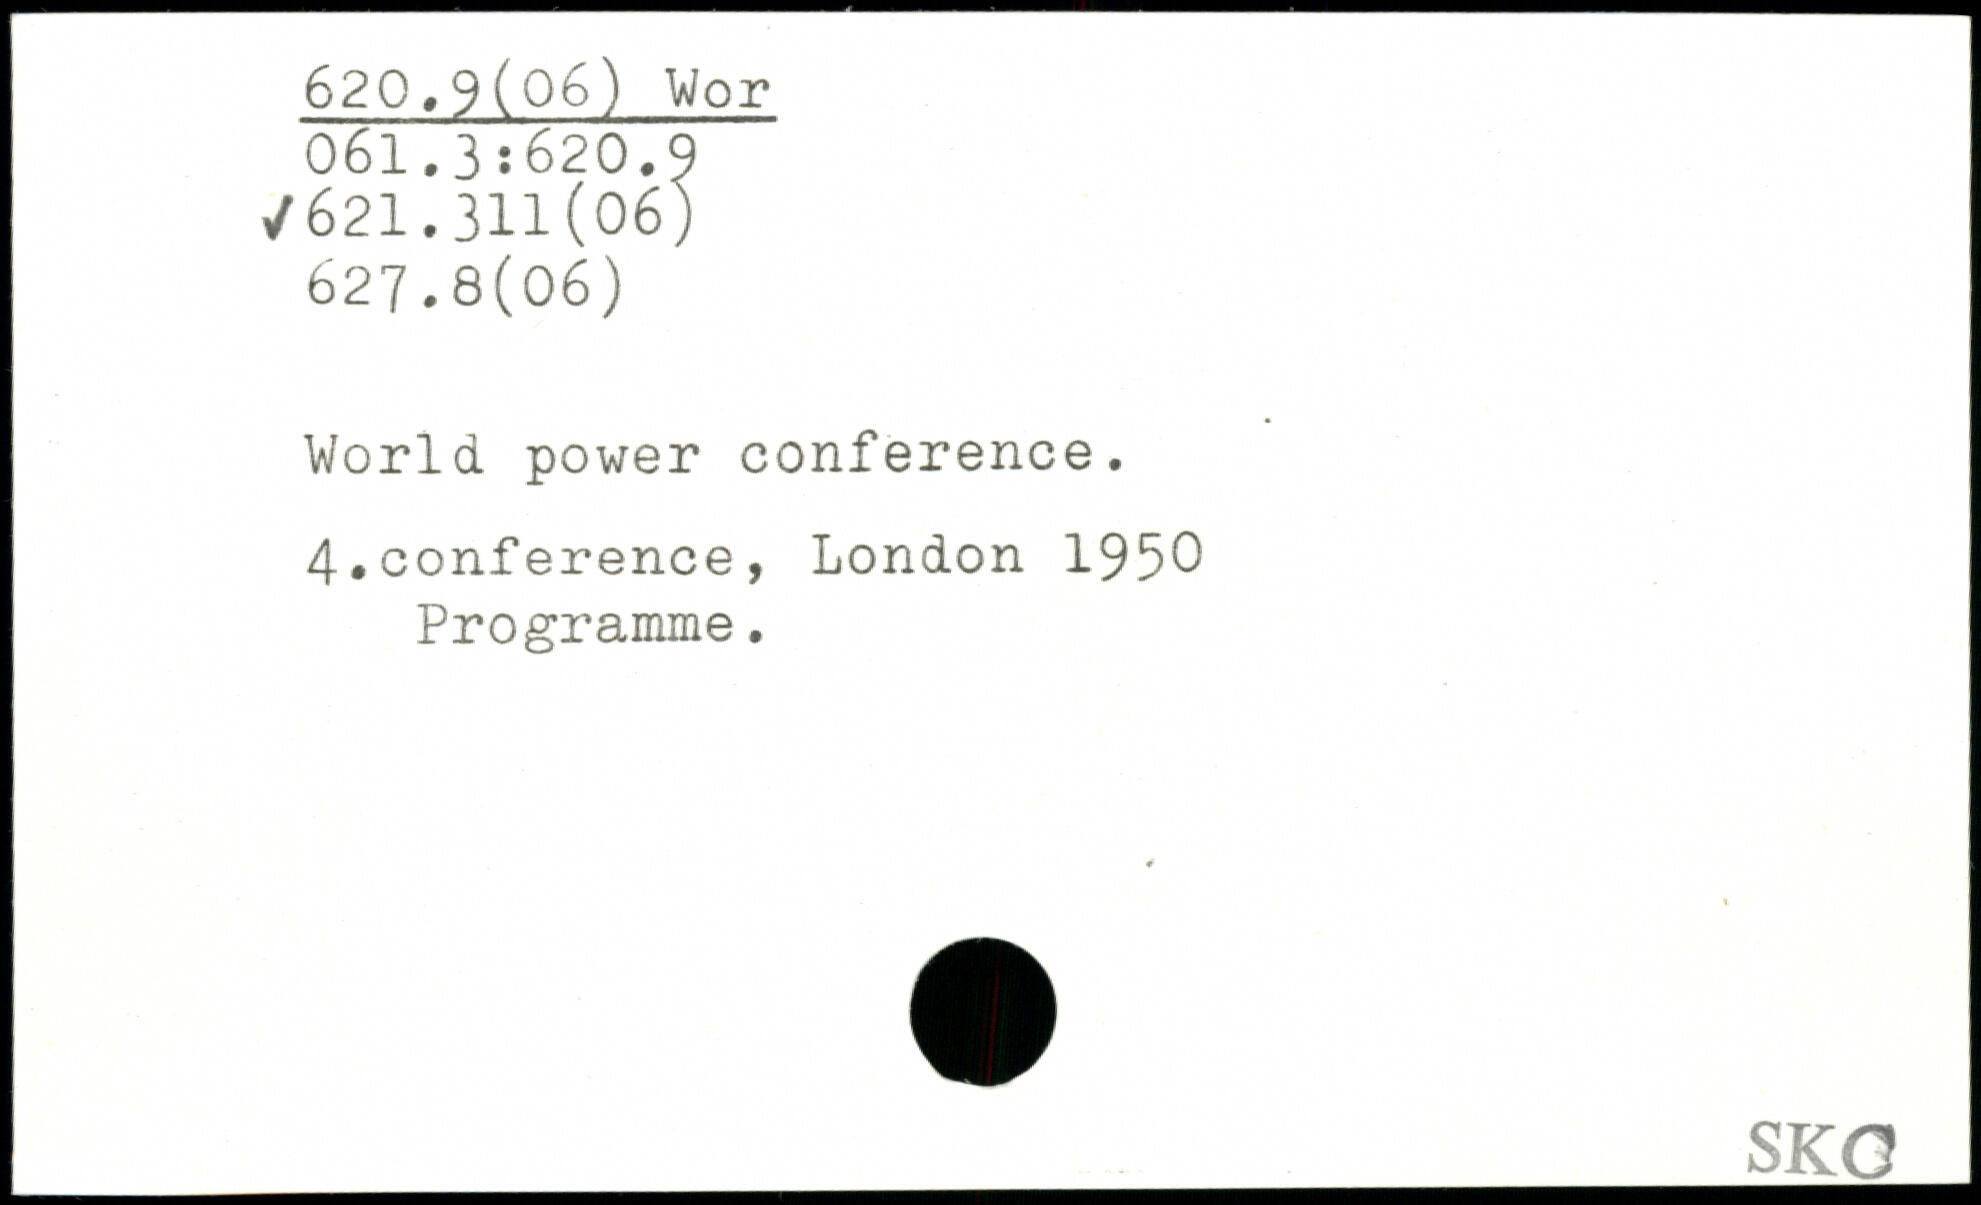 620.9(06) Wor
061.3:620.9
✓621.311(06)
627.8(06)
World power conference.
4.conference, London 1950
Programme.
SKC